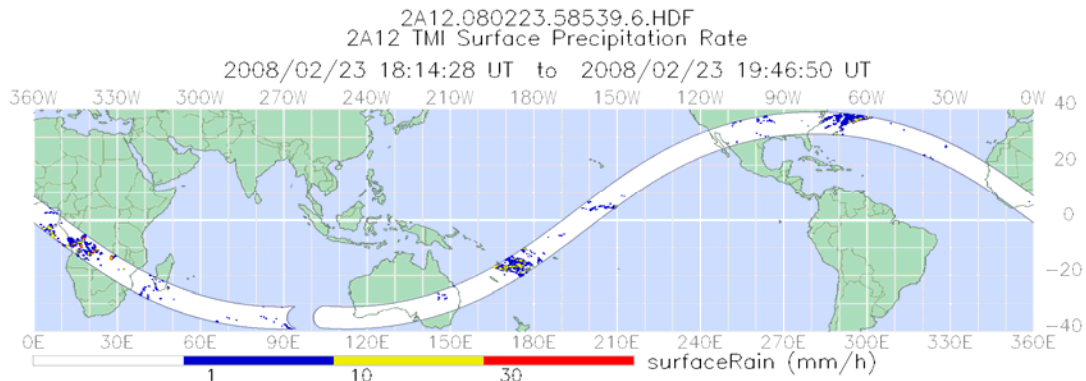 2A12.080223.58539.6.HDF
2A12 TMI Surface Precipitation Rate
2008/02/23 18:14:28 UT to 2008/02/23 19:46:50 UT
360W 330W 300W 270W 240W 210W 180W 150W 120W 90W 60W 30W 0W
40
20
0
-20
-40
0E 30E 60E 90E 120E 150E 180E 210E 240E 270E 300E 330E 360E
surfaceRain (mm/h)
1 10 30